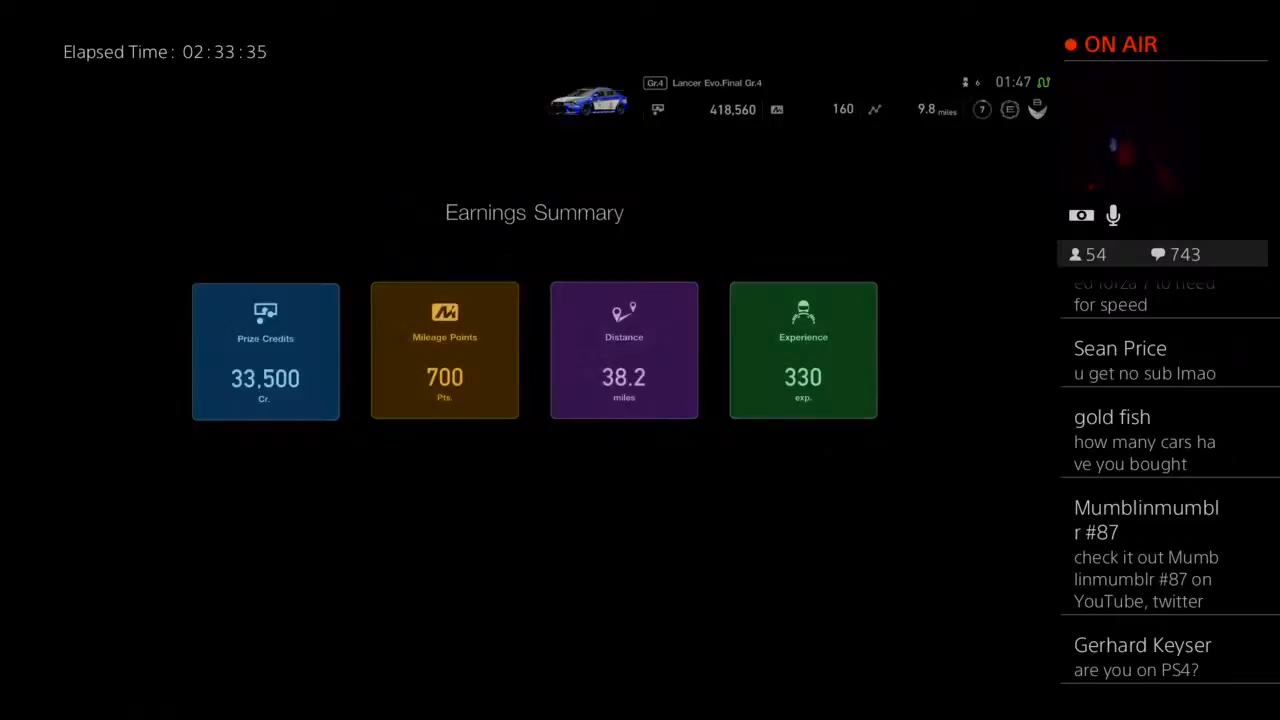 Elapsed Time: 02:33:35
ON AIR
Gr.4 Lancer Evo.Final Gr.4
6 01:47
418,560 160 9.8 miles 7 E B
Earnings Summary
54 743
for speed
Prize Credits
33,500
Cr.
Mileage Points
700
Pts.
Distance
38.2
miles
Experience
330
exp.
Sean Price
u get no sub lmao
gold fish
how many cars ha
ve you bought
Mumblinmumbl
r #87
check it out Mumb
linmumblr #87 on
YouTube, twitter
Gerhard Keyser
are you on PS4?